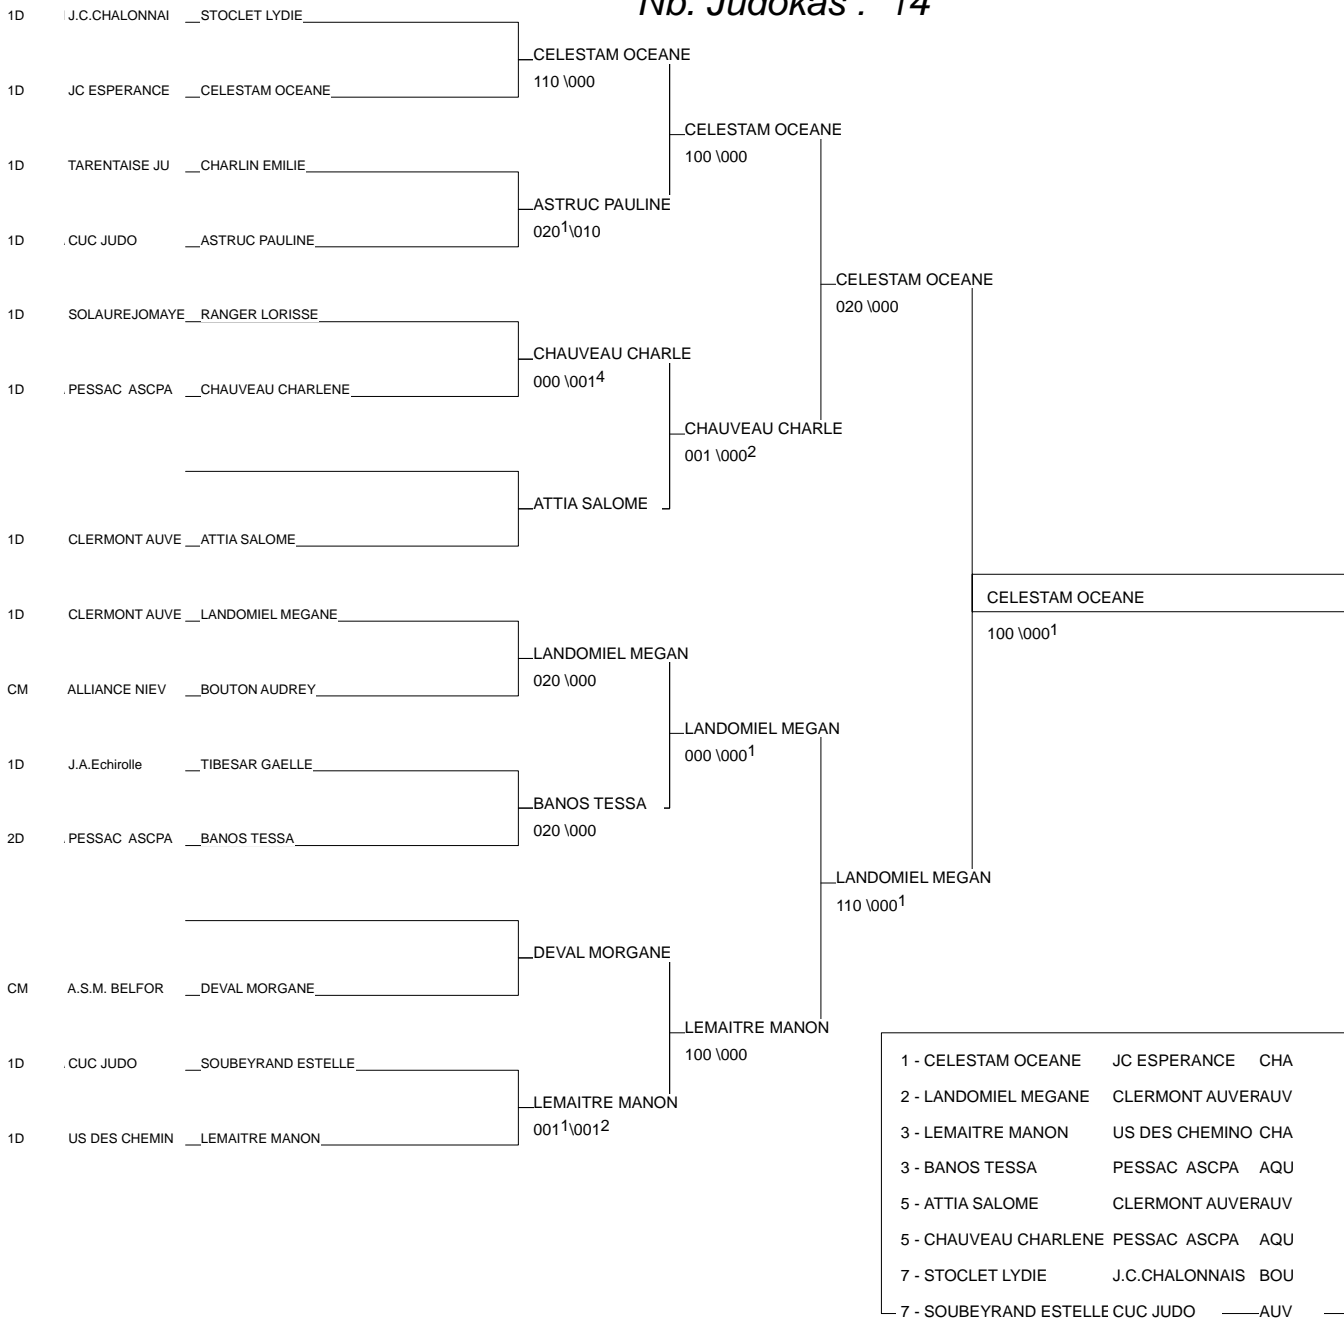 Nb. Judokas : 14
1D J.C.CHALONNAI STOCLET LYDIE
CELESTAM OCEANE
110 \000
1D JC ESPERANCE CELESTAM OCEANE
CELESTAM OCEANE
100 \000
1D TARENTAISE JU CHARLIN EMILIE
ASTRUC PAULINE
020¹\010
1D CUC JUDO ASTRUC PAULINE
CELESTAM OCEANE
020 \000
1D SOLAUREJOMAYE RANGER LORISSE
CHAUVEAU CHARLE
000 \001⁴
1D PESSAC ASCPA CHAUVEAU CHARLENE
CHAUVEAU CHARLE
001 \000²
ATTIA SALOME
1D CLERMONT AUVE ATTIA SALOME
CELESTAM OCEANE
100 \000¹
1D CLERMONT AUVE LANDOMIEL MEGANE
LANDOMIEL MEGAN
020 \000
CM ALLIANCE NIEV BOUTON AUDREY
LANDOMIEL MEGAN
000 \000¹
1D J.A.Echirolle TIBESAR GAELLE
BANOS TESSA
020 \000
2D PESSAC ASCPA BANOS TESSA
LANDOMIEL MEGAN
110 \000¹
DEVAL MORGANE
CM A.S.M. BELFOR DEVAL MORGANE
LEMAITRE MANON
100 \000
1D CUC JUDO SOUBEYRAND ESTELLE
LEMAITRE MANON
001¹\001²
1D US DES CHEMIN LEMAITRE MANON
1 - CELESTAM OCEANE JC ESPERANCE CHA
2 - LANDOMIEL MEGANE CLERMONT AUVERAUV
3 - LEMAITRE MANON US DES CHEMINO CHA
3 - BANOS TESSA PESSAC ASCPA AQU
5 - ATTIA SALOME CLERMONT AUVERAUV
5 - CHAUVEAU CHARLENE PESSAC ASCPA AQU
7 - STOCLET LYDIE J.C.CHALONNAIS BOU
7 - SOUBEYRAND ESTELLE CUC JUDO AUV